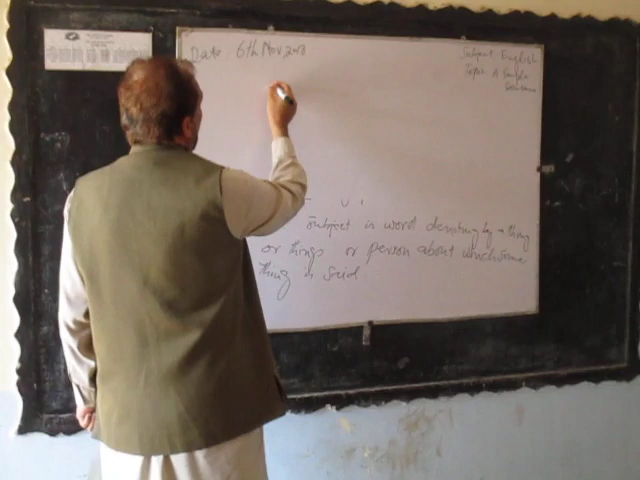 Date 6th Nov
Subject English
Topic A Simple
Sentence
Subject is word denoting by a thing
or things or person about which some
thing is said